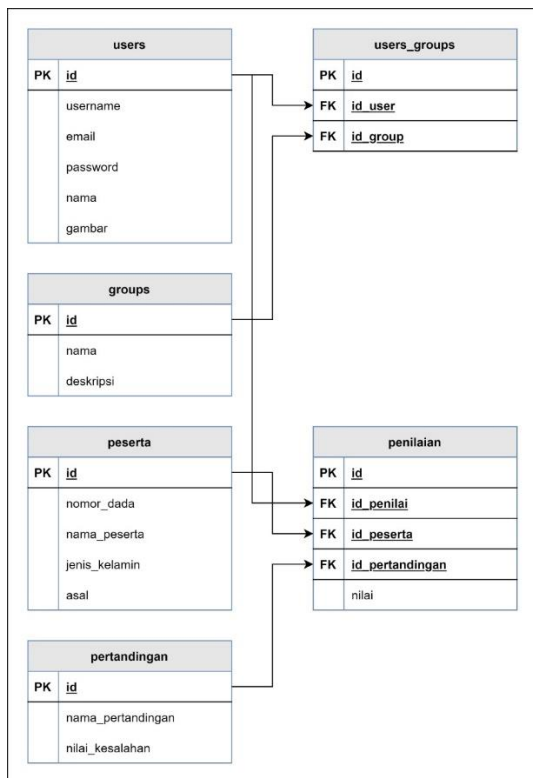 users
PK id
username
email
password
nama
gambar
users_groups
PK id
FK id_user
FK id_group
groups
PK id
nama
deskripsi
peserta
PK id
nomor_dada
nama_peserta
jenis_kelamin
asal
penilaian
PK id
FK id_penilai
FK id_peserta
FK id_pertandingan
nilai
pertandingan
PK id
nama_pertandingan
nilai_kesalahan